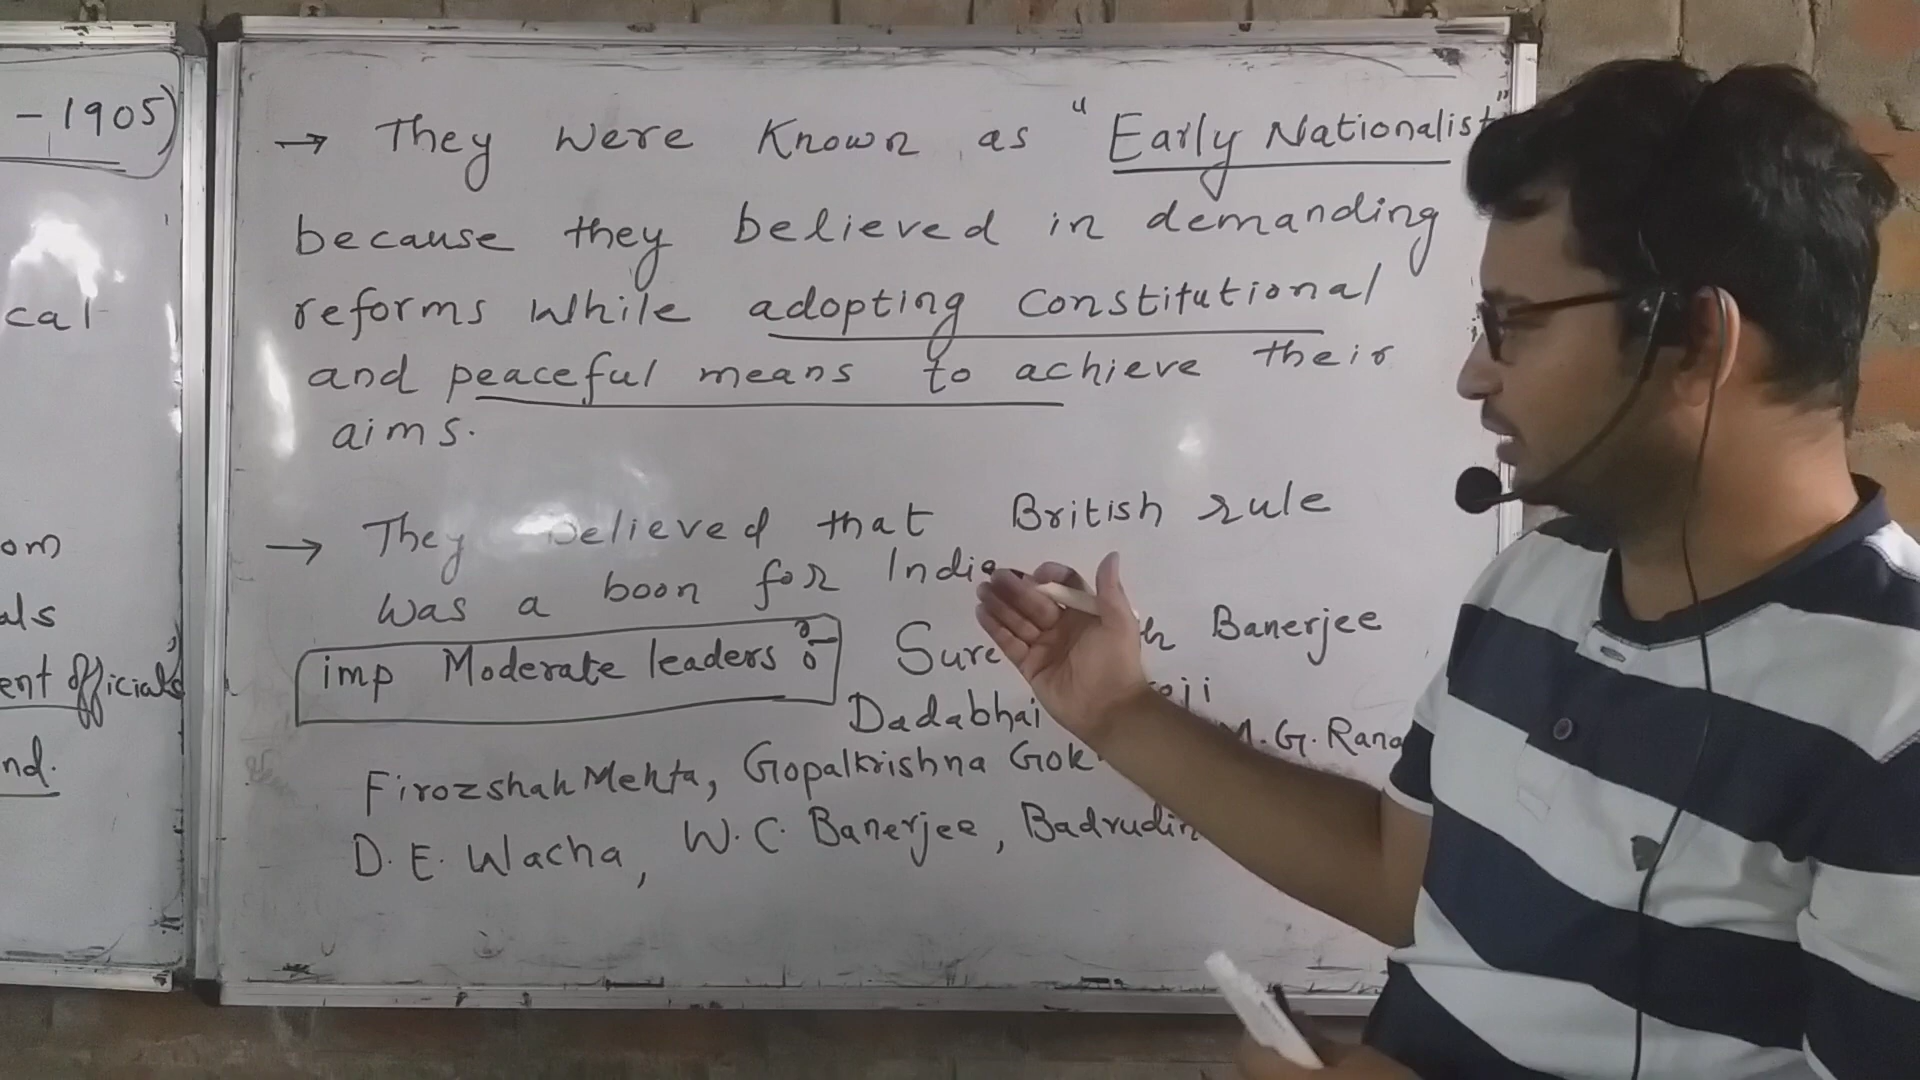 - 1905)
cal
om
als
ent officials
nd.
→ They were Known as "Early Nationalist"
because they believed in demanding
reforms while adopting constitutional
and peaceful means to achieve their
aims.
→ They believed that British rule
was a boon for India
imp Moderate leaders :- Banerjee
Dadabhai
M.G. Rana
Firozshah Mehta, Gopalkrishna Gok
D. E. Wacha, W. C. Banerjee, Badrudin